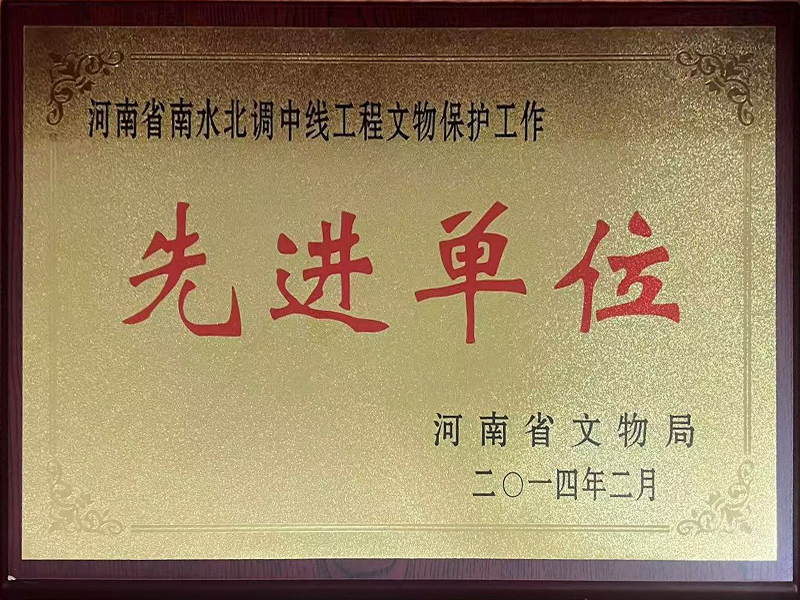 河南省南水北调中线工程文物保护工作
先进单位
河南省文物局
二〇一四年二月